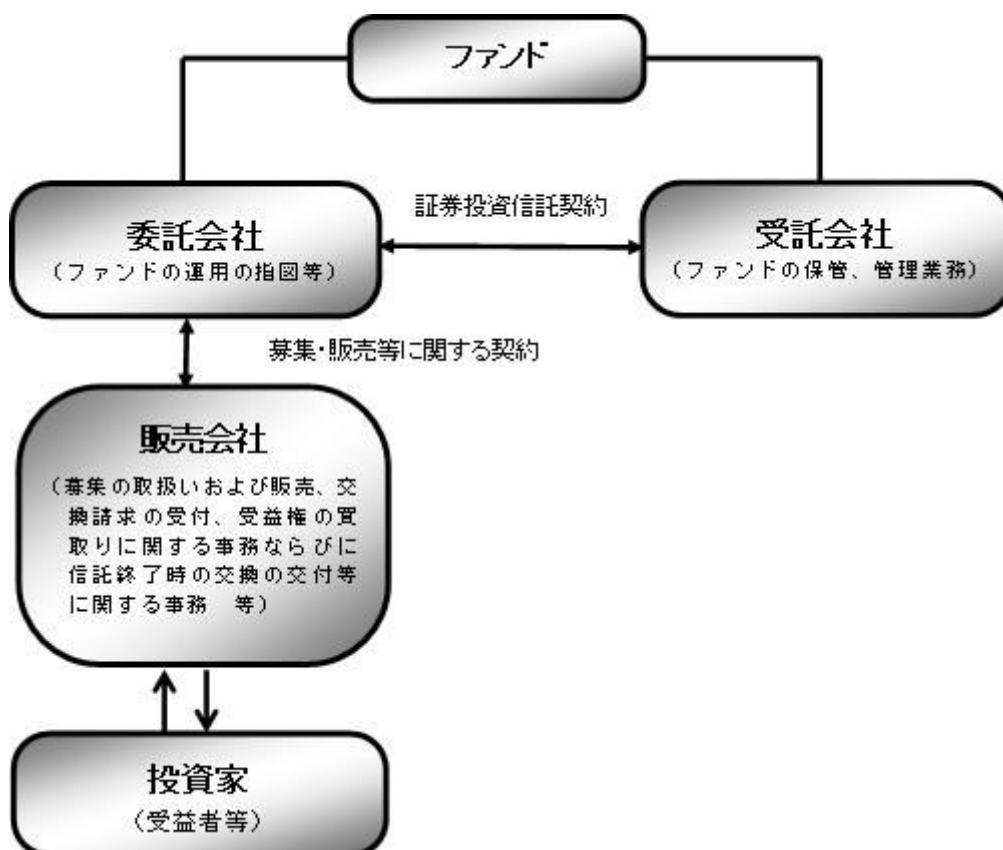 ファンド
証券投資信託契約
委託会社
（ファンドの運用の指図等）
受託会社
（ファンドの保管、管理業務）
募集・販売等に関する契約
販売会社
（募集の取扱いおよび販売、交
換請求の受付、受益権の買
取りに関する事務ならびに
信託終了時の交換の交付等
に関する事務　等）
投資家
（受益者等）